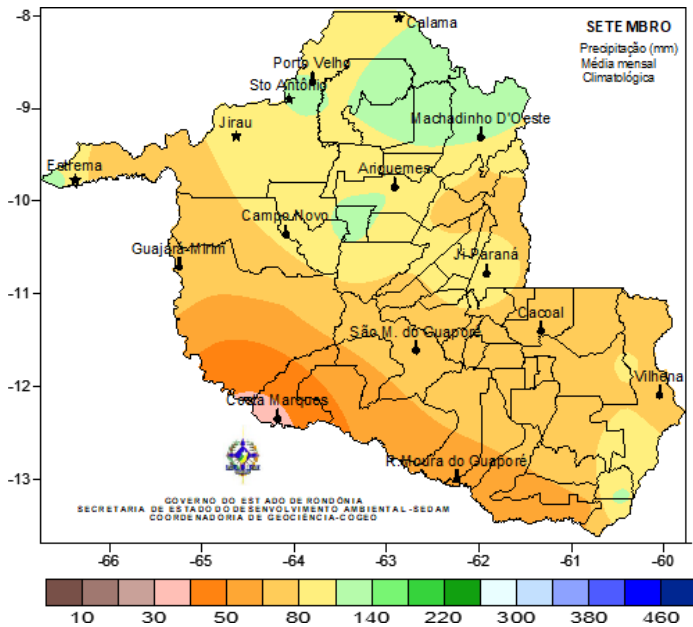 SETEMBRO
Precipitação (mm)
Média mensal
Climatológica
Calama
Porto Velho
Sto Antônio
Machadinho D'Oeste
Jirau
Estrema
Ariquemes
Campo Novo
Guajará-Mirim
Ji Paraná
Cacoal
São M. do Guaporé
Vilhena
Costa Marques
R.Moura do Guaporé
GOVERNO DO ESTADO DE RONDÔNIA
SECRETARIA DE ESTADO DO DESENVOLVIMENTO AMBIENTAL-SEDAM
COORDENADORIA DE GEOCIÊNCIA-COGEO
-8
-9
-10
-11
-12
-13
-66 -65 -64 -63 -62 -61 -60
10 30 50 80 140 220 300 380 460